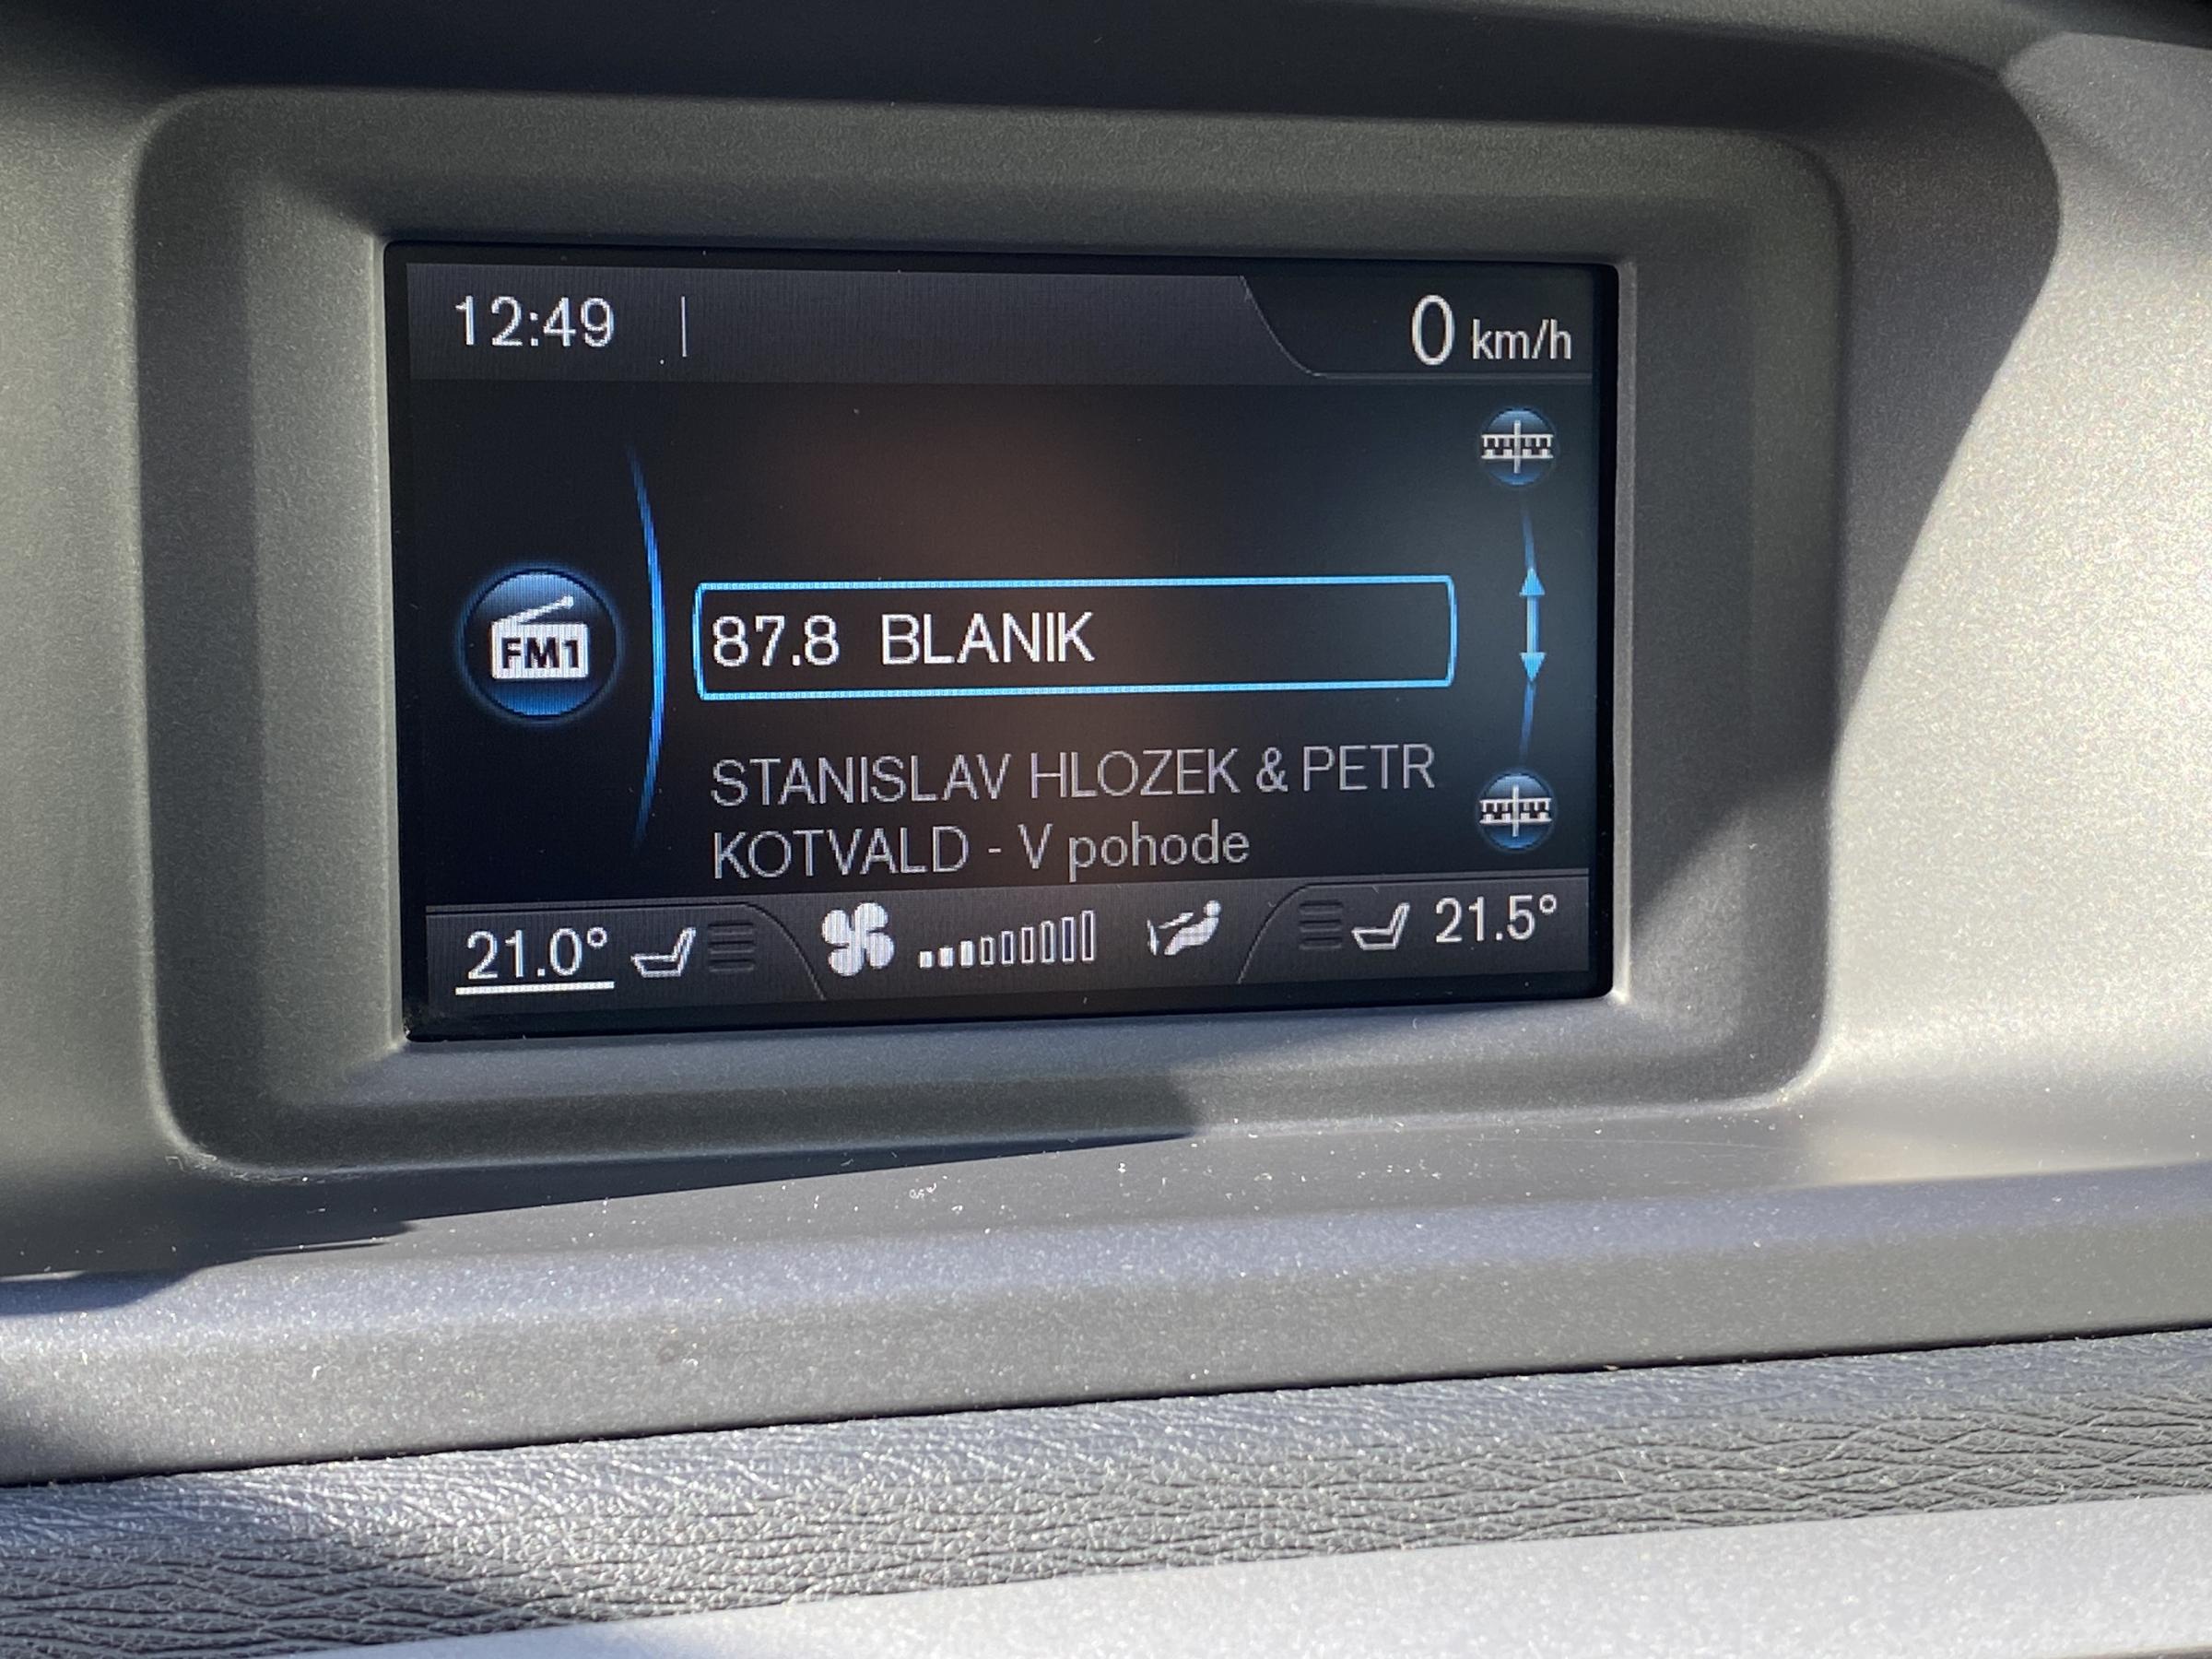 12:49
0 km/h
FM1
87.8 BLANIK
STANISLAV HLOZEK & PETR
KOTVALD - V pohode
21.0° 21.5°